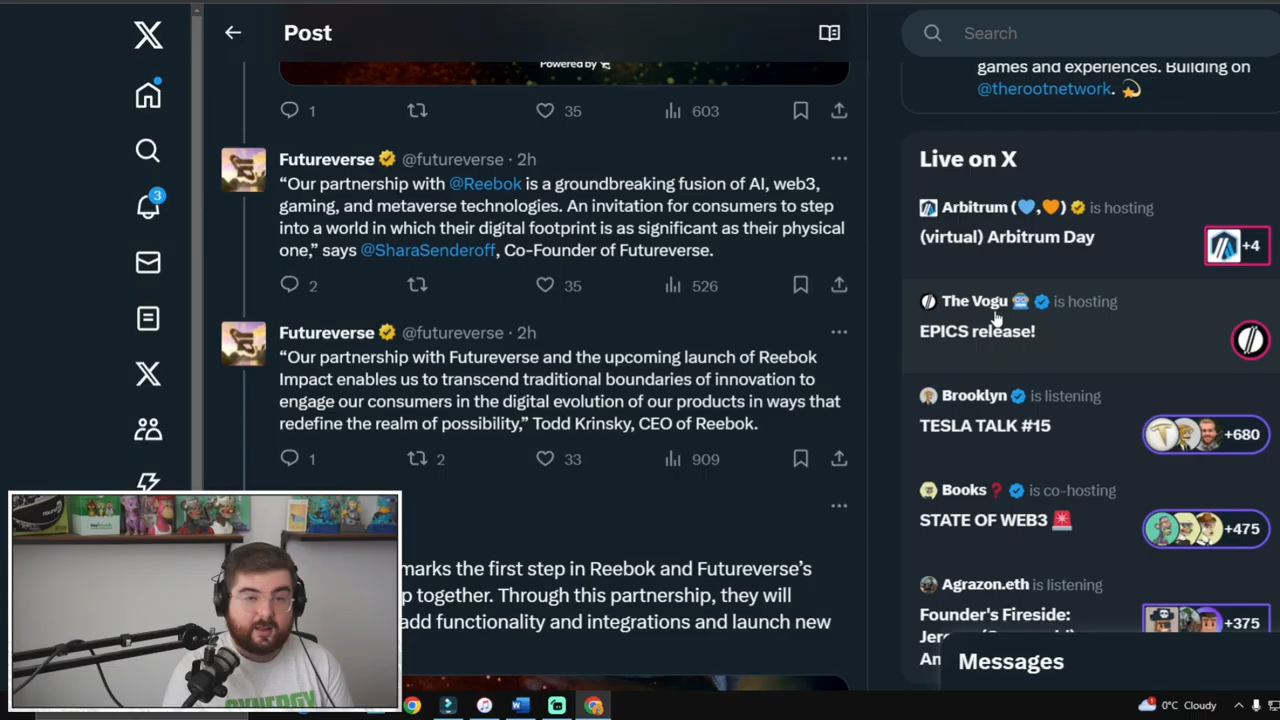 Post
Search
Powered by
1
35
603
Futureverse @futureverse · 2h
“Our partnership with @Reebok is a groundbreaking fusion of AI, web3,
gaming, and metaverse technologies. An invitation for consumers to step
into a world in which their digital footprint is as significant as their physical
one,” says @SharaSenderoff, Co-Founder of Futureverse.
2
35
526
Futureverse @futureverse · 2h
“Our partnership with Futureverse and the upcoming launch of Reebok
Impact enables us to transcend traditional boundaries of innovation to
engage our consumers in the digital evolution of our products in ways that
redefine the realm of possibility,” Todd Krinsky, CEO of Reebok.
1
2
33
909
marks the first step in Reebok and Futureverse’s
p together. Through this partnership, they will
add functionality and integrations and launch new
games and experiences. Building on
@therootnetwork.
Live on X
Arbitrum (💙,🧡) is hosting
(virtual) Arbitrum Day
+4
The Vogu 🤖 is hosting
EPICS release!
Brooklyn is listening
TESLA TALK #15
+680
Books❓ is co-hosting
STATE OF WEB3 🚨
+475
Agrazon.eth is listening
Founder's Fireside:
+375
Messages
3
SYNERGY
0°C Cloudy